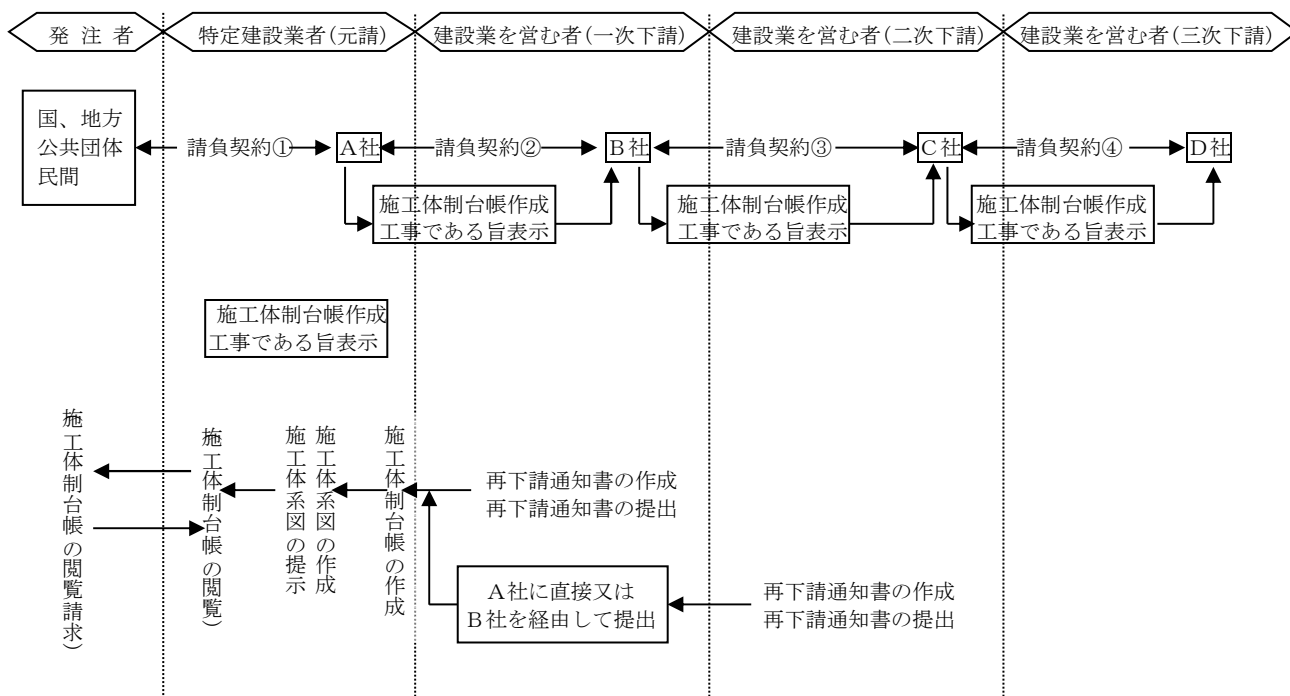 発注者
特定建設業者(元請)
建設業を営む者(一次下請)
建設業を営む者(二次下請)
建設業を営む者(三次下請)
国、地方
公共団体
民間
請負契約①
A社
請負契約②
B社
請負契約③
C社
請負契約④
D社
施工体制台帳作成
工事である旨表示
施工体制台帳作成
工事である旨表示
施工体制台帳作成
工事である旨表示
施工体制台帳作成
工事である旨表示
施工体制台帳の閲覧請求)
施工体制台帳の閲覧)
施工体系図の作成
施工体系図の提示
施工体制台帳の作成
再下請通知書の作成
再下請通知書の提出
A社に直接又は
B社を経由して提出
再下請通知書の作成
再下請通知書の提出